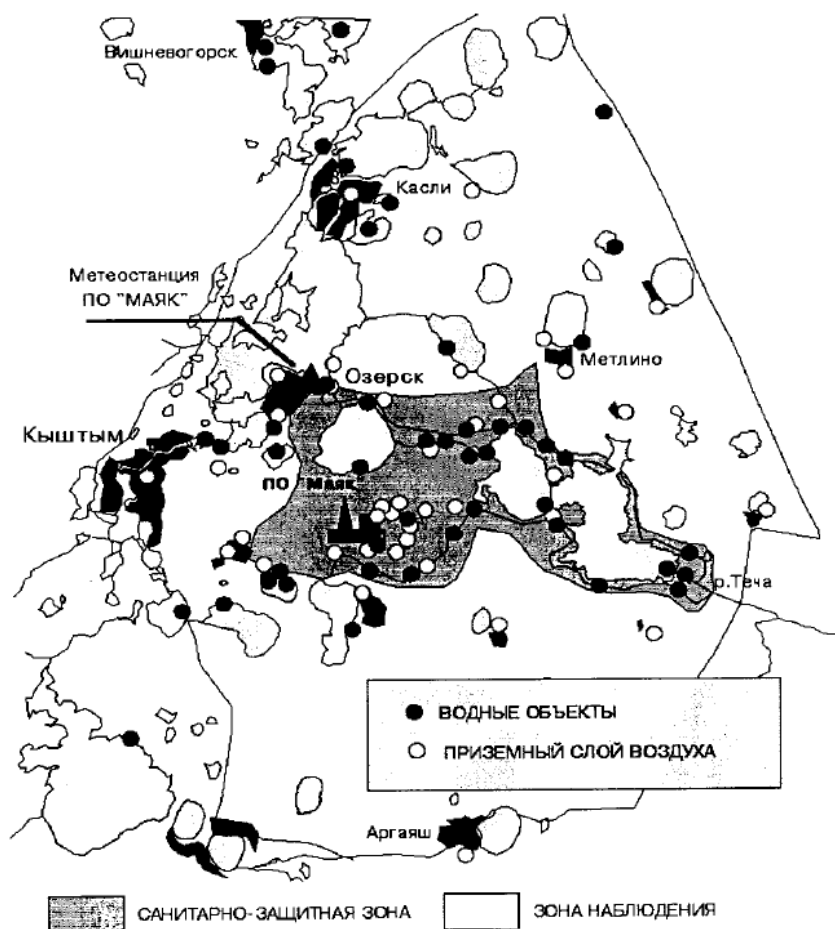 Вишневогорск
Касли
Метеостанция
ПО "МАЯК"
Метлино
Озерск
Кыштым
ПО "Маяк"
р.Теча
ВОДНЫЕ ОБЪЕКТЫ
ПРИЗЕМНЫЙ СЛОЙ ВОЗДУХА
Аргаяш
САНИТАРНО-ЗАЩИТНАЯ ЗОНА
ЗОНА НАБЛЮДЕНИЯ